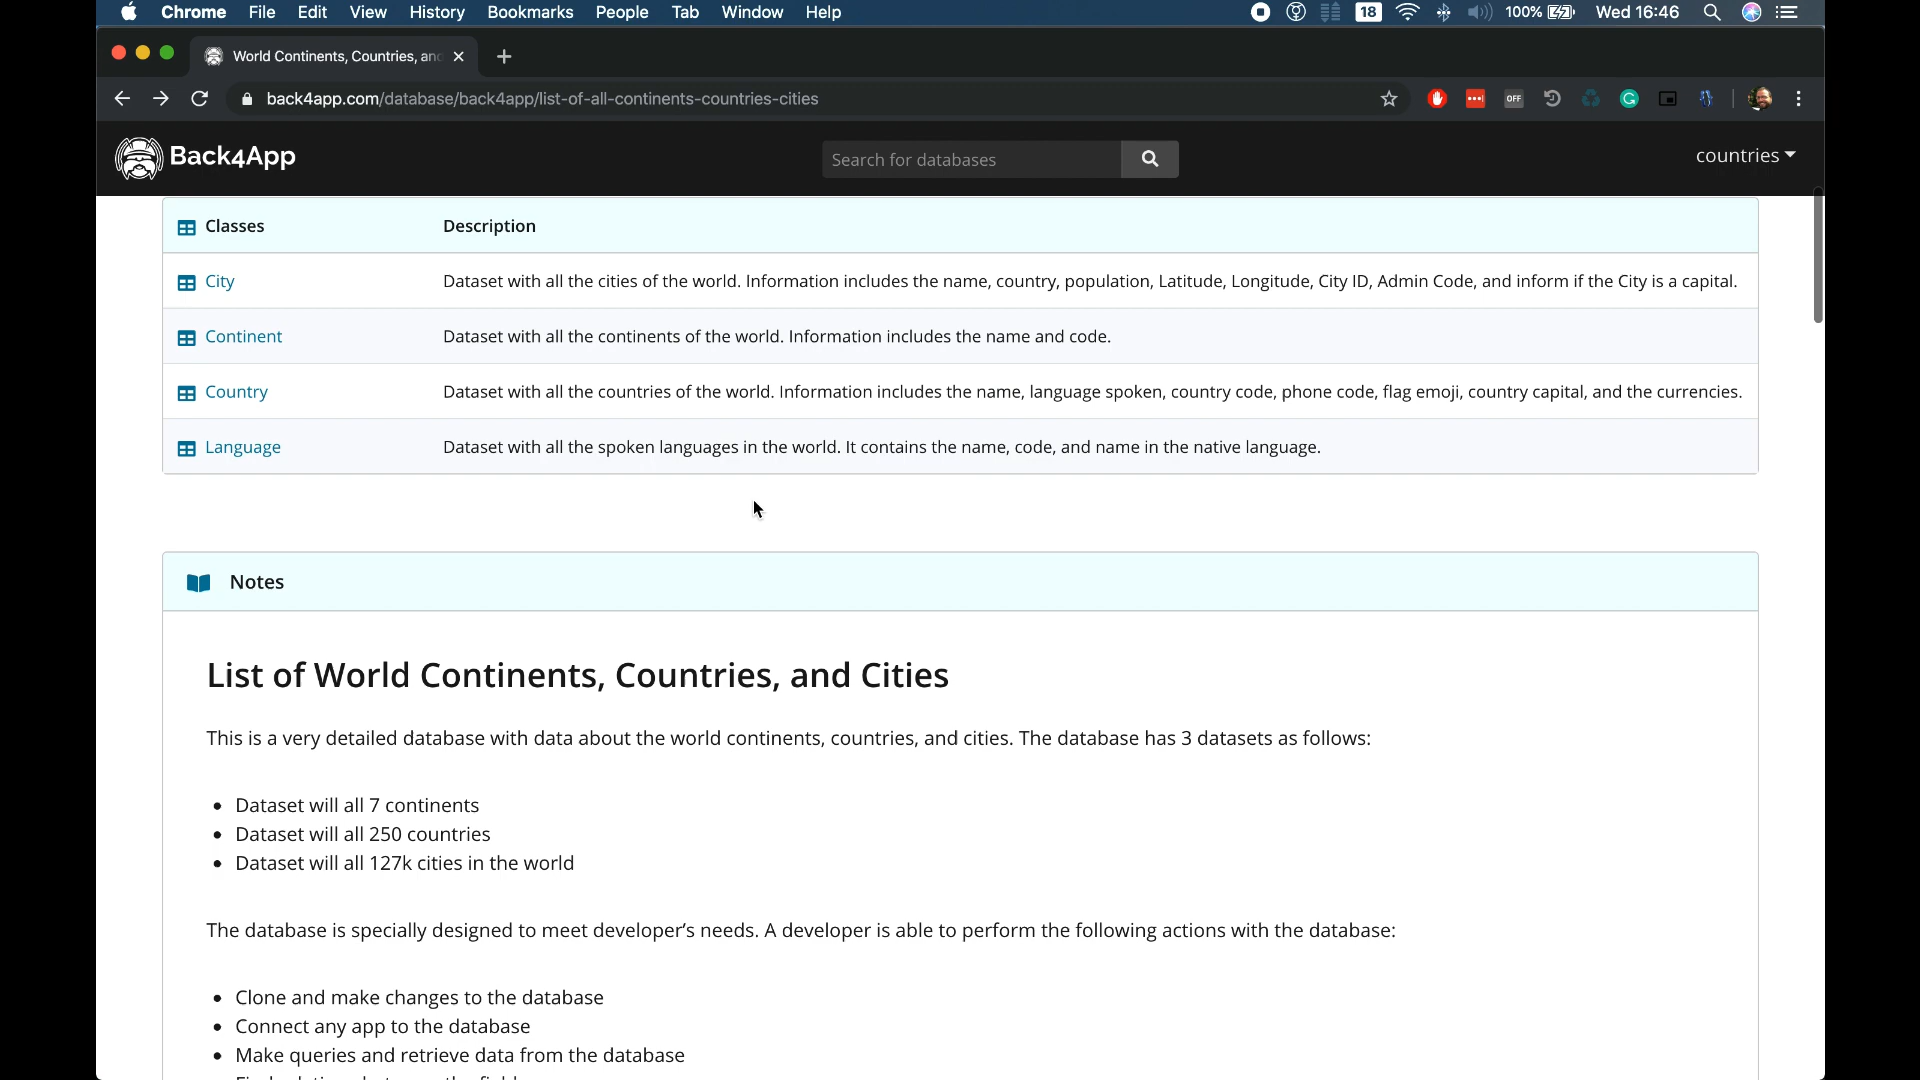 Chrome File Edit View History Bookmarks People Tab Window Help 18 100% Wed 16:46
World Continents, Countries, an
back4app.com/database/back4app/list-of-all-continents-countries-cities OFF
Back4App Search for databases countries
Classes Description
City Dataset with all the cities of the world. Information includes the name, country, population, Latitude, Longitude, City ID, Admin Code, and inform if the City is a capital.
Continent Dataset with all the continents of the world. Information includes the name and code.
Country Dataset with all the countries of the world. Information includes the name, language spoken, country code, phone code, flag emoji, country capital, and the currencies.
Language Dataset with all the spoken languages in the world. It contains the name, code, and name in the native language.
Notes
List of World Continents, Countries, and Cities
This is a very detailed database with data about the world continents, countries, and cities. The database has 3 datasets as follows:
• Dataset will all 7 continents
• Dataset will all 250 countries
• Dataset will all 127k cities in the world
The database is specially designed to meet developer’s needs. A developer is able to perform the following actions with the database:
• Clone and make changes to the database
• Connect any app to the database
• Make queries and retrieve data from the database